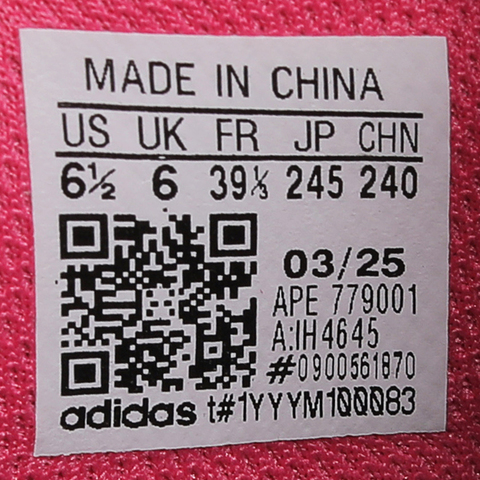 MADE IN CHINA
US UK FR JP CHN
6½ 6 39⅓ 245 240
03/25
APE 779001
A:IH4645
#0900561870
adidas t#1YYYM100083